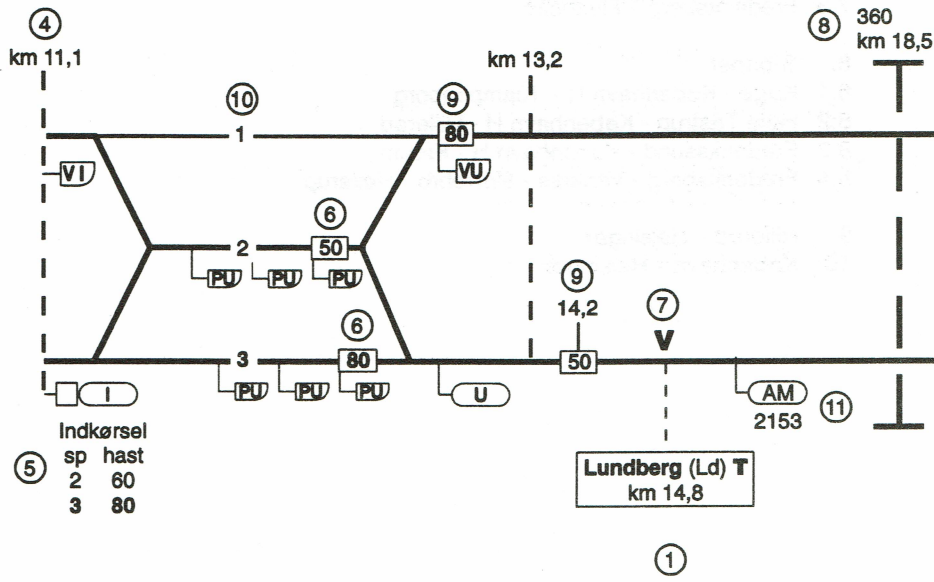 4
km 11,1
8
360
km 18,5
km 13,2
10
9
1
80
VI
VU
6
2
50
PU PU PU
9
14,2
7
6
V
3
80
50
PU PU PU
I
U
AM
2153
11
Indkørsel
5
sp hast
2 60
3 80
Lundberg (Ld) T
km 14,8
1